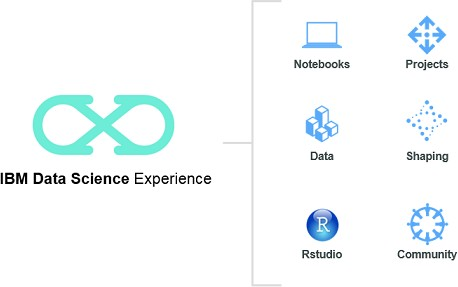 Notebooks
Projects
Data
Shaping
IBM Data Science Experience
R
Rstudio
Community